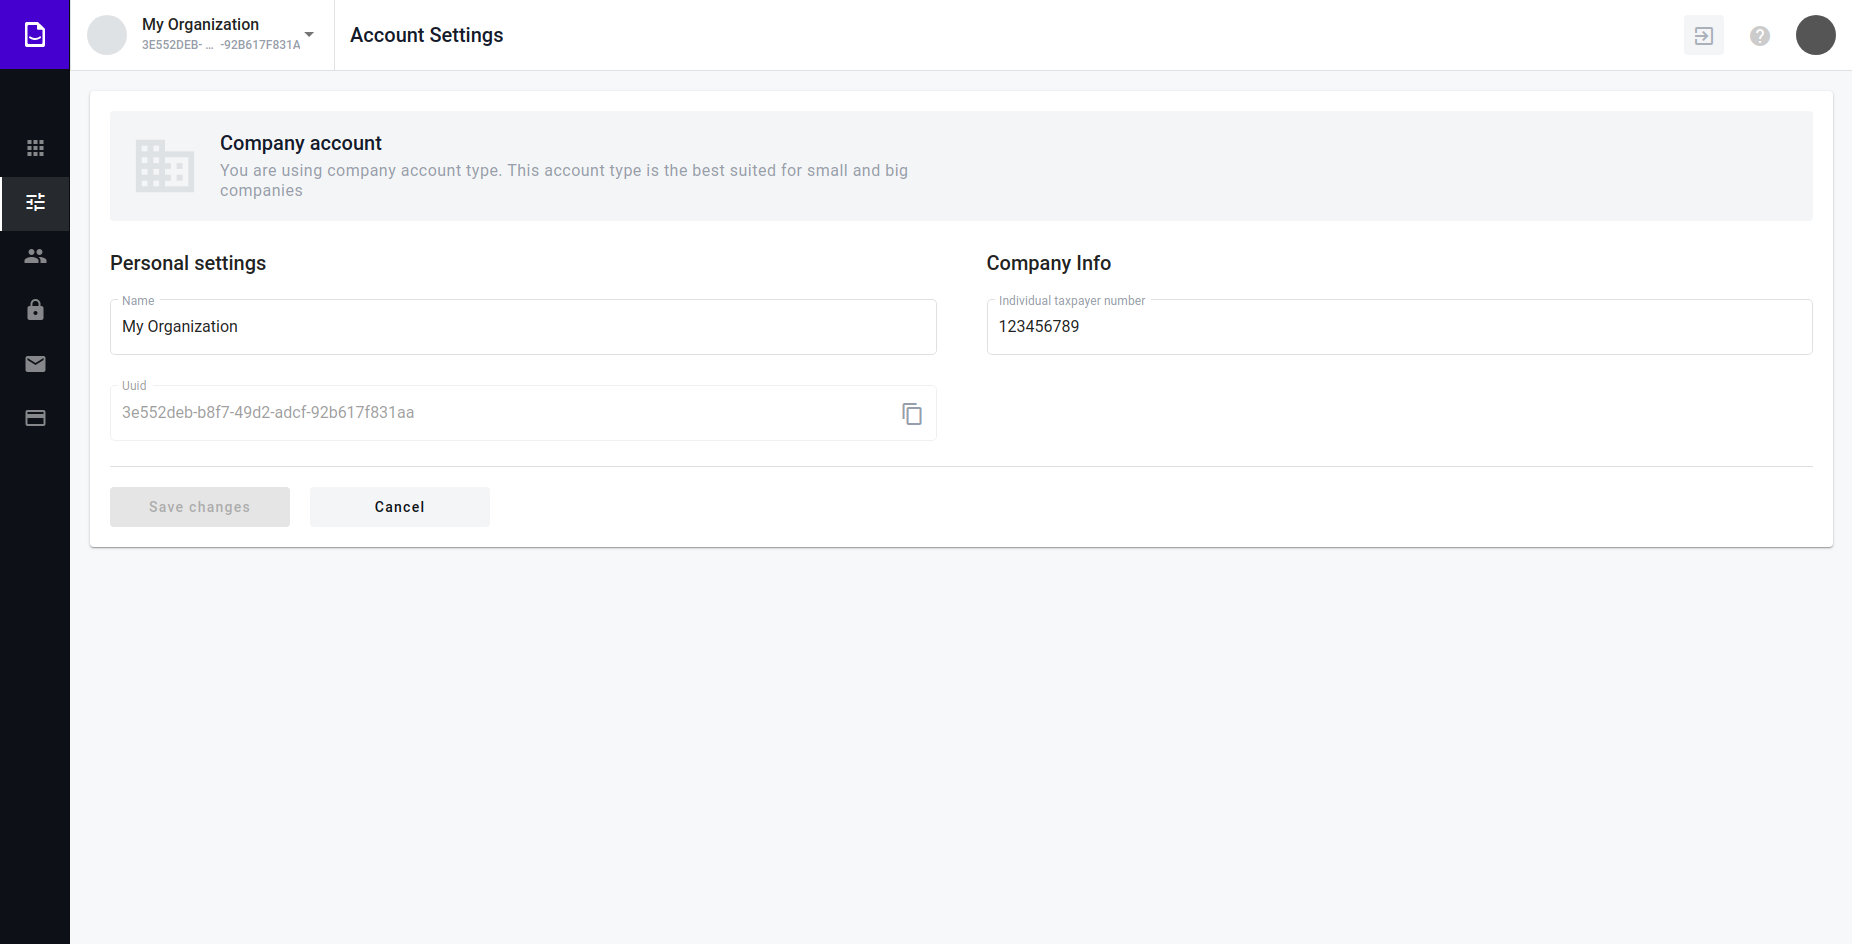 My Organization
3E552DEB- ... -92B617F831A
Account Settings
Company account
You are using company account type. This account type is the best suited for small and big
companies
Personal settings
Company Info
Name
My Organization
Individual taxpayer number
123456789
Uuid
3e552deb-b8f7-49d2-adcf-92b617f831aa
Save changes
Cancel